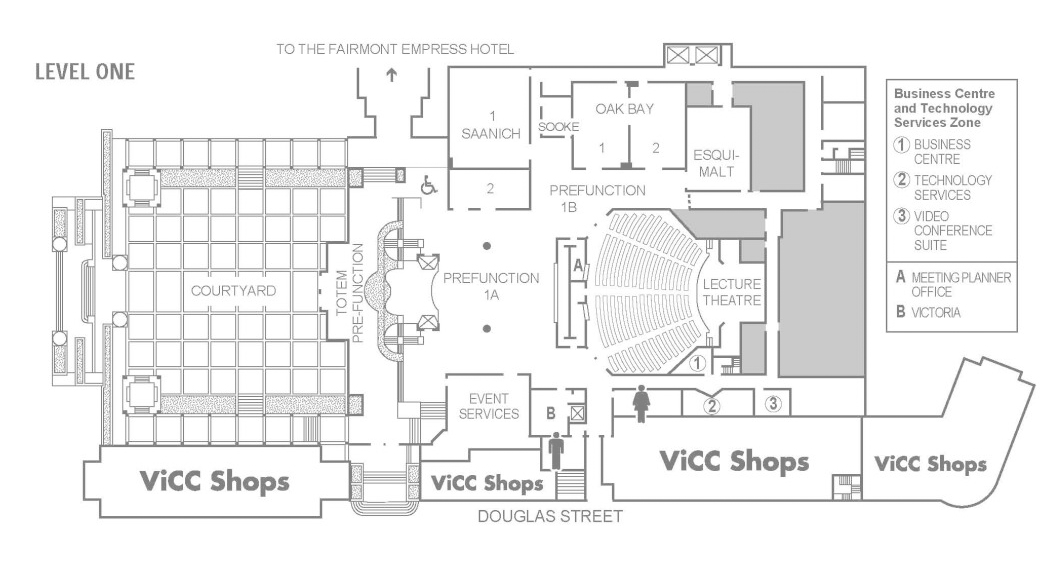 TO THE FAIRMONT EMPRESS HOTEL
LEVEL ONE
Business Centre
and Technology
Services Zone
1 BUSINESS
CENTRE
2 TECHNOLOGY
SERVICES
3 VIDEO
CONFERENCE
SUITE
A MEETING PLANNER
OFFICE
B VICTORIA
1
SAANICH
2
SOOKE
OAK BAY
1
2
ESQUI-
MALT
PREFUNCTION
1B
COURTYARD
TOTEM
PRE-FUNCTION
PREFUNCTION
1A
A
LECTURE
THEATRE
1
EVENT
SERVICES
B
2
3
ViCC Shops
ViCC Shops
ViCC Shops
ViCC Shops
DOUGLAS STREET